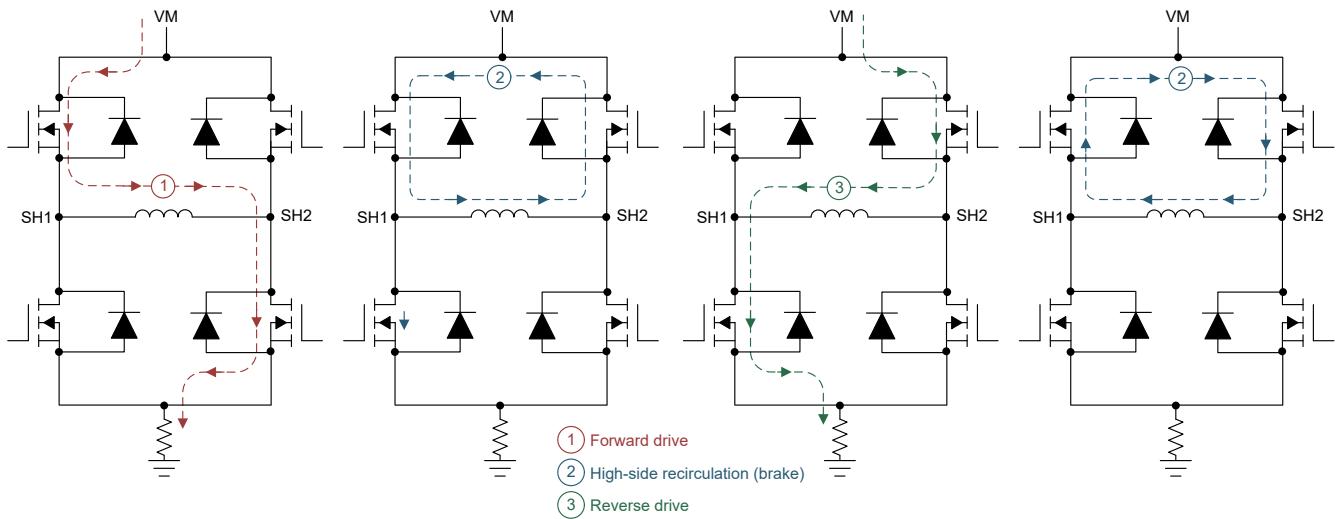 VM
VM
VM
VM
2
2
1
3
SH1
SH2
SH1
SH2
SH1
SH2
SH1
SH2
1 Forward drive
2 High-side recirculation (brake)
3 Reverse drive